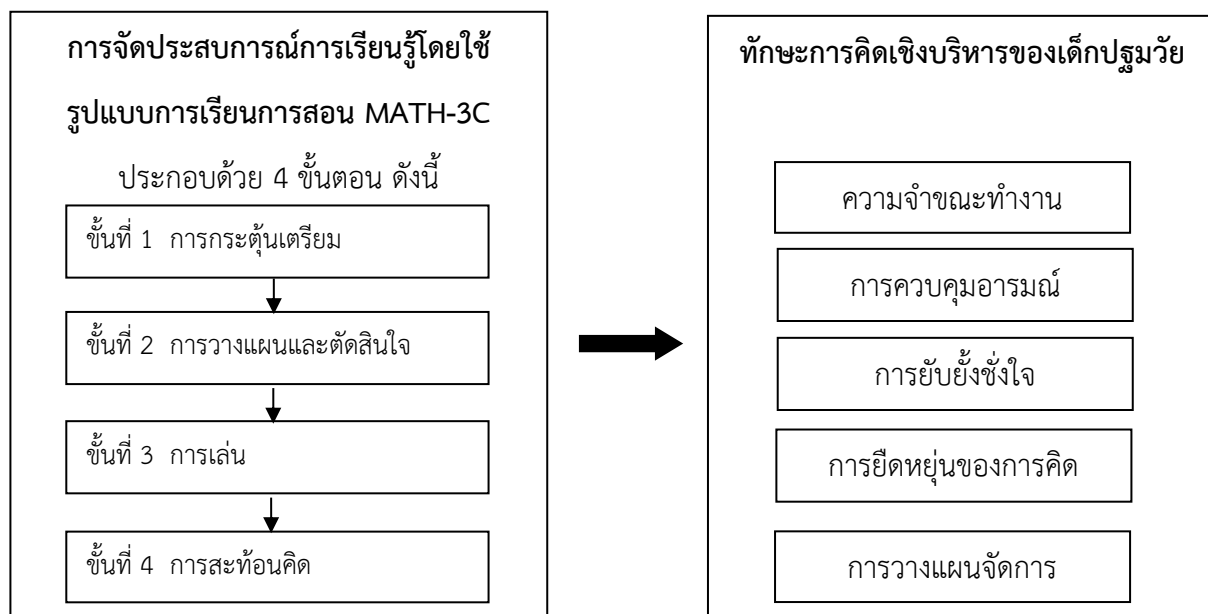 การจัดประสบการณ์การเรียนรู้โดยใช้
รูปแบบการเรียนการสอน MATH-3C
ประกอบด้วย 4 ขั้นตอน ดังนี้
ขั้นที่ 1 การกระตุ้นเตรียม
ขั้นที่ 2 การวางแผนและตัดสินใจ
ขั้นที่ 3 การเล่น
ขั้นที่ 4 การสะท้อนคิด
ทักษะการคิดเชิงบริหารของเด็กปฐมวัย
ความจำขณะทำงาน
การควบคุมอารมณ์
การยับยั้งชั่งใจ
การยืดหยุ่นของการคิด
การวางแผนจัดการ